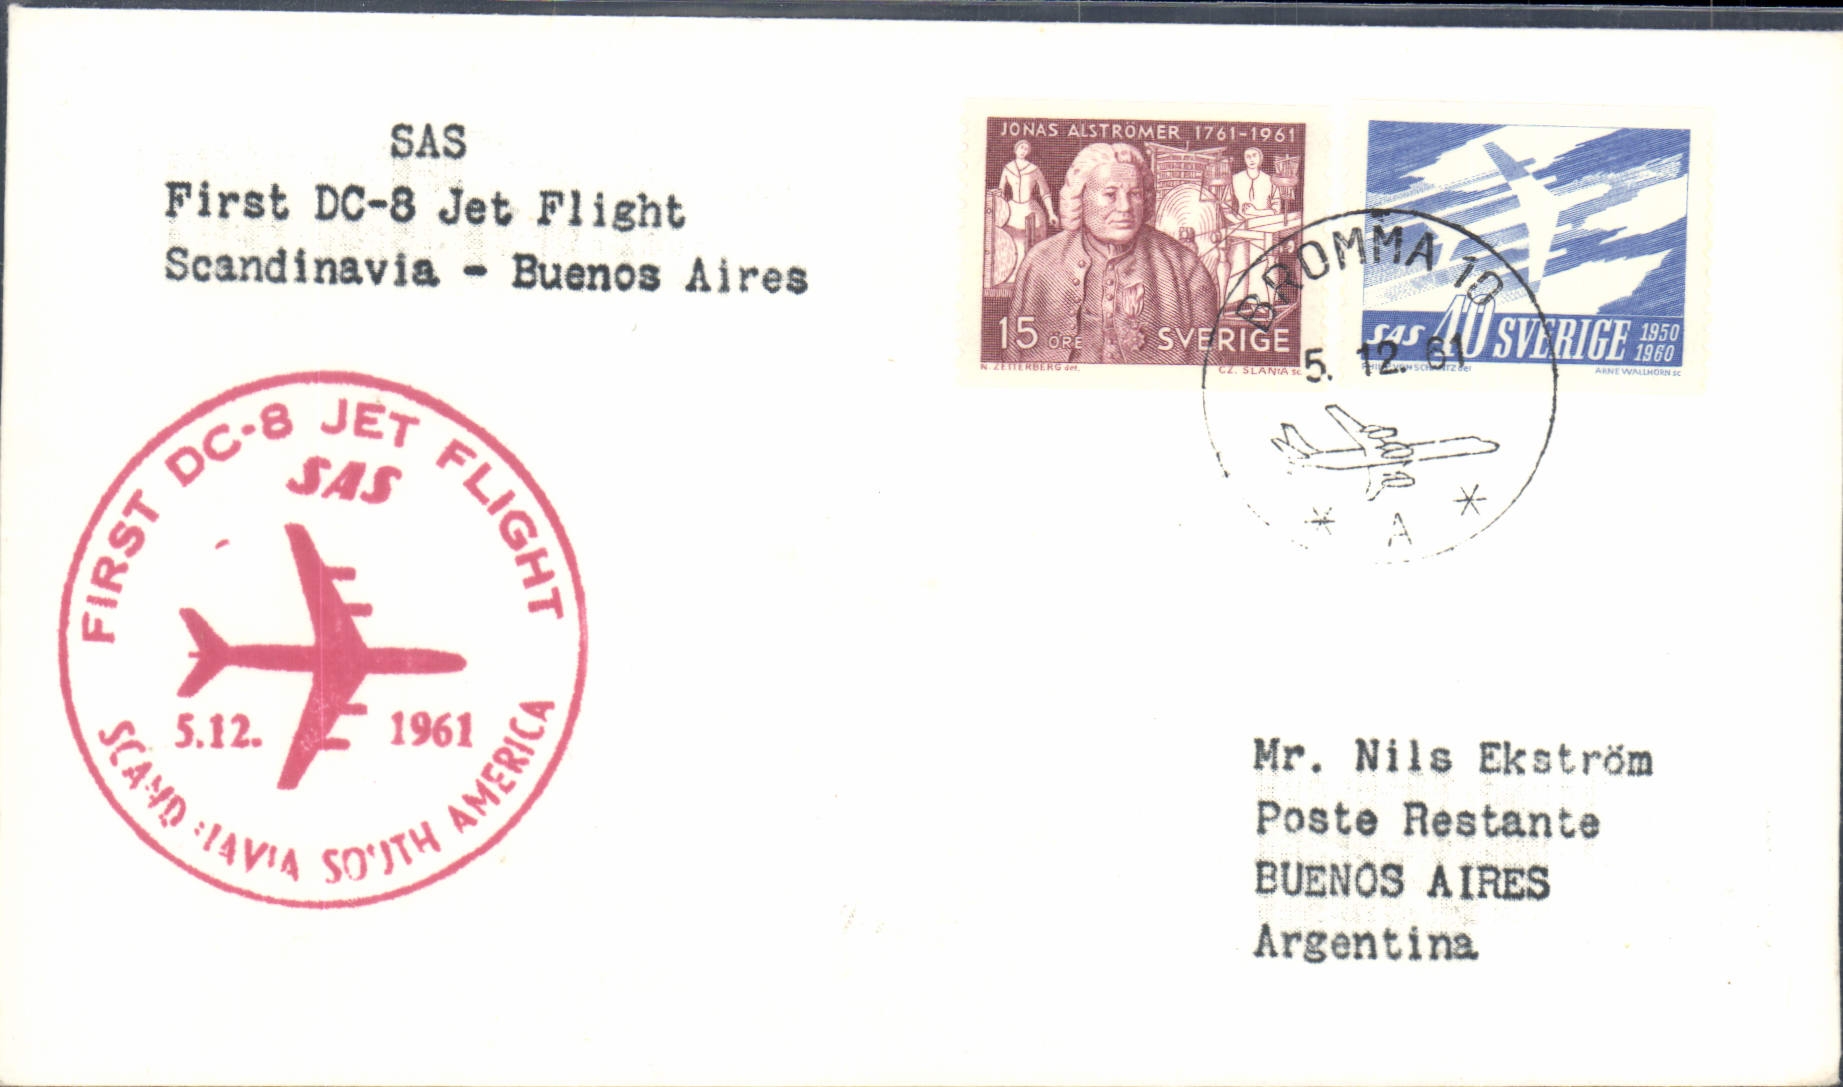 SAS
First DC-8 Jet Flight
Scandinavia - Buenos Aires
JONAS ALSTRÖMER 1761-1961
15 ÖRE SVERIGE
N. ZETTERBERG del. CZ. SLANIA sc.
SAS 40 SVERIGE 1950 1960
ARNE WALLHORN sc
BROMMA 10
5. 12. 61
* A *
FIRST DC-8 JET FLIGHT
SAS
5.12. 1961
SCANDINAVIA SOUTH AMERICA
Mr. Nils Ekström
Poste Restante
BUENOS AIRES
Argentina